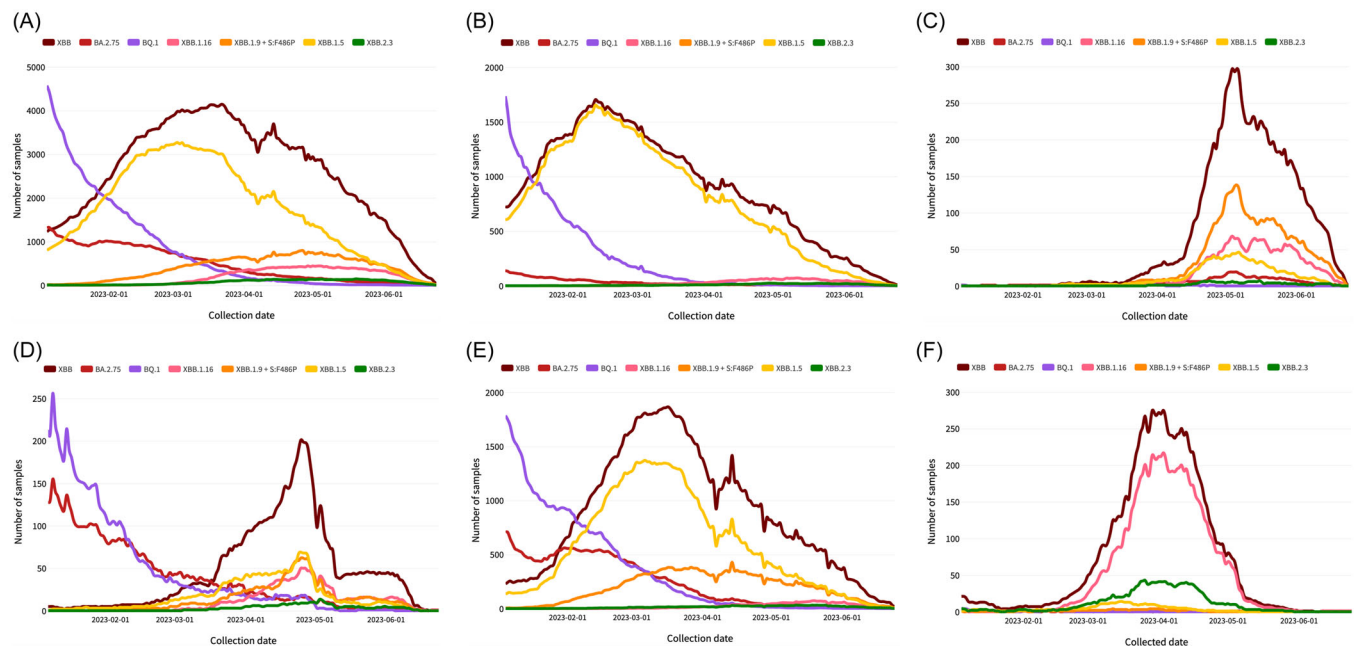 (A)
XBB BA.2.75 BQ.1 XBB.1.16 XBB.1.9 + S:F486P XBB.1.5 XBB.2.3
5000
4000
3000
2000
1000
0
Number of samples
2023-02-01 2023-03-01 2023-04-01 2023-05-01 2023-06-01
Collection date
(B)
XBB BA.2.75 BQ.1 XBB.1.16 XBB.1.9 + S:F486P XBB.1.5 XBB.2.3
2000
1500
1000
500
0
Number of samples
2023-02-01 2023-03-01 2023-04-01 2023-05-01 2023-06-01
Collection date
(C)
XBB BA.2.75 BQ.1 XBB.1.16 XBB.1.9 + S:F486P XBB.1.5 XBB.2.3
300
250
200
150
100
50
0
Number of samples
2023-02-01 2023-03-01 2023-04-01 2023-05-01 2023-06-01
Collection date
(D)
XBB BA.2.75 BQ.1 XBB.1.16 XBB.1.9 + S:F486P XBB.1.5 XBB.2.3
250
200
150
100
50
0
Number of samples
2023-02-01 2023-03-01 2023-04-01 2023-05-01 2023-06-01
Collection date
(E)
XBB BA.2.75 BQ.1 XBB.1.16 XBB.1.9 + S:F486P XBB.1.5 XBB.2.3
2000
1500
1000
500
0
Number of samples
2023-02-01 2023-03-01 2023-04-01 2023-05-01 2023-06-01
Collection date
(F)
XBB BA.2.75 BQ.1 XBB.1.16 XBB.1.9 + S:F486P XBB.1.5 XBB.2.3
300
250
200
150
100
50
0
Number of samples
2023-02-01 2023-03-01 2023-04-01 2023-05-01 2023-06-01
Collected date